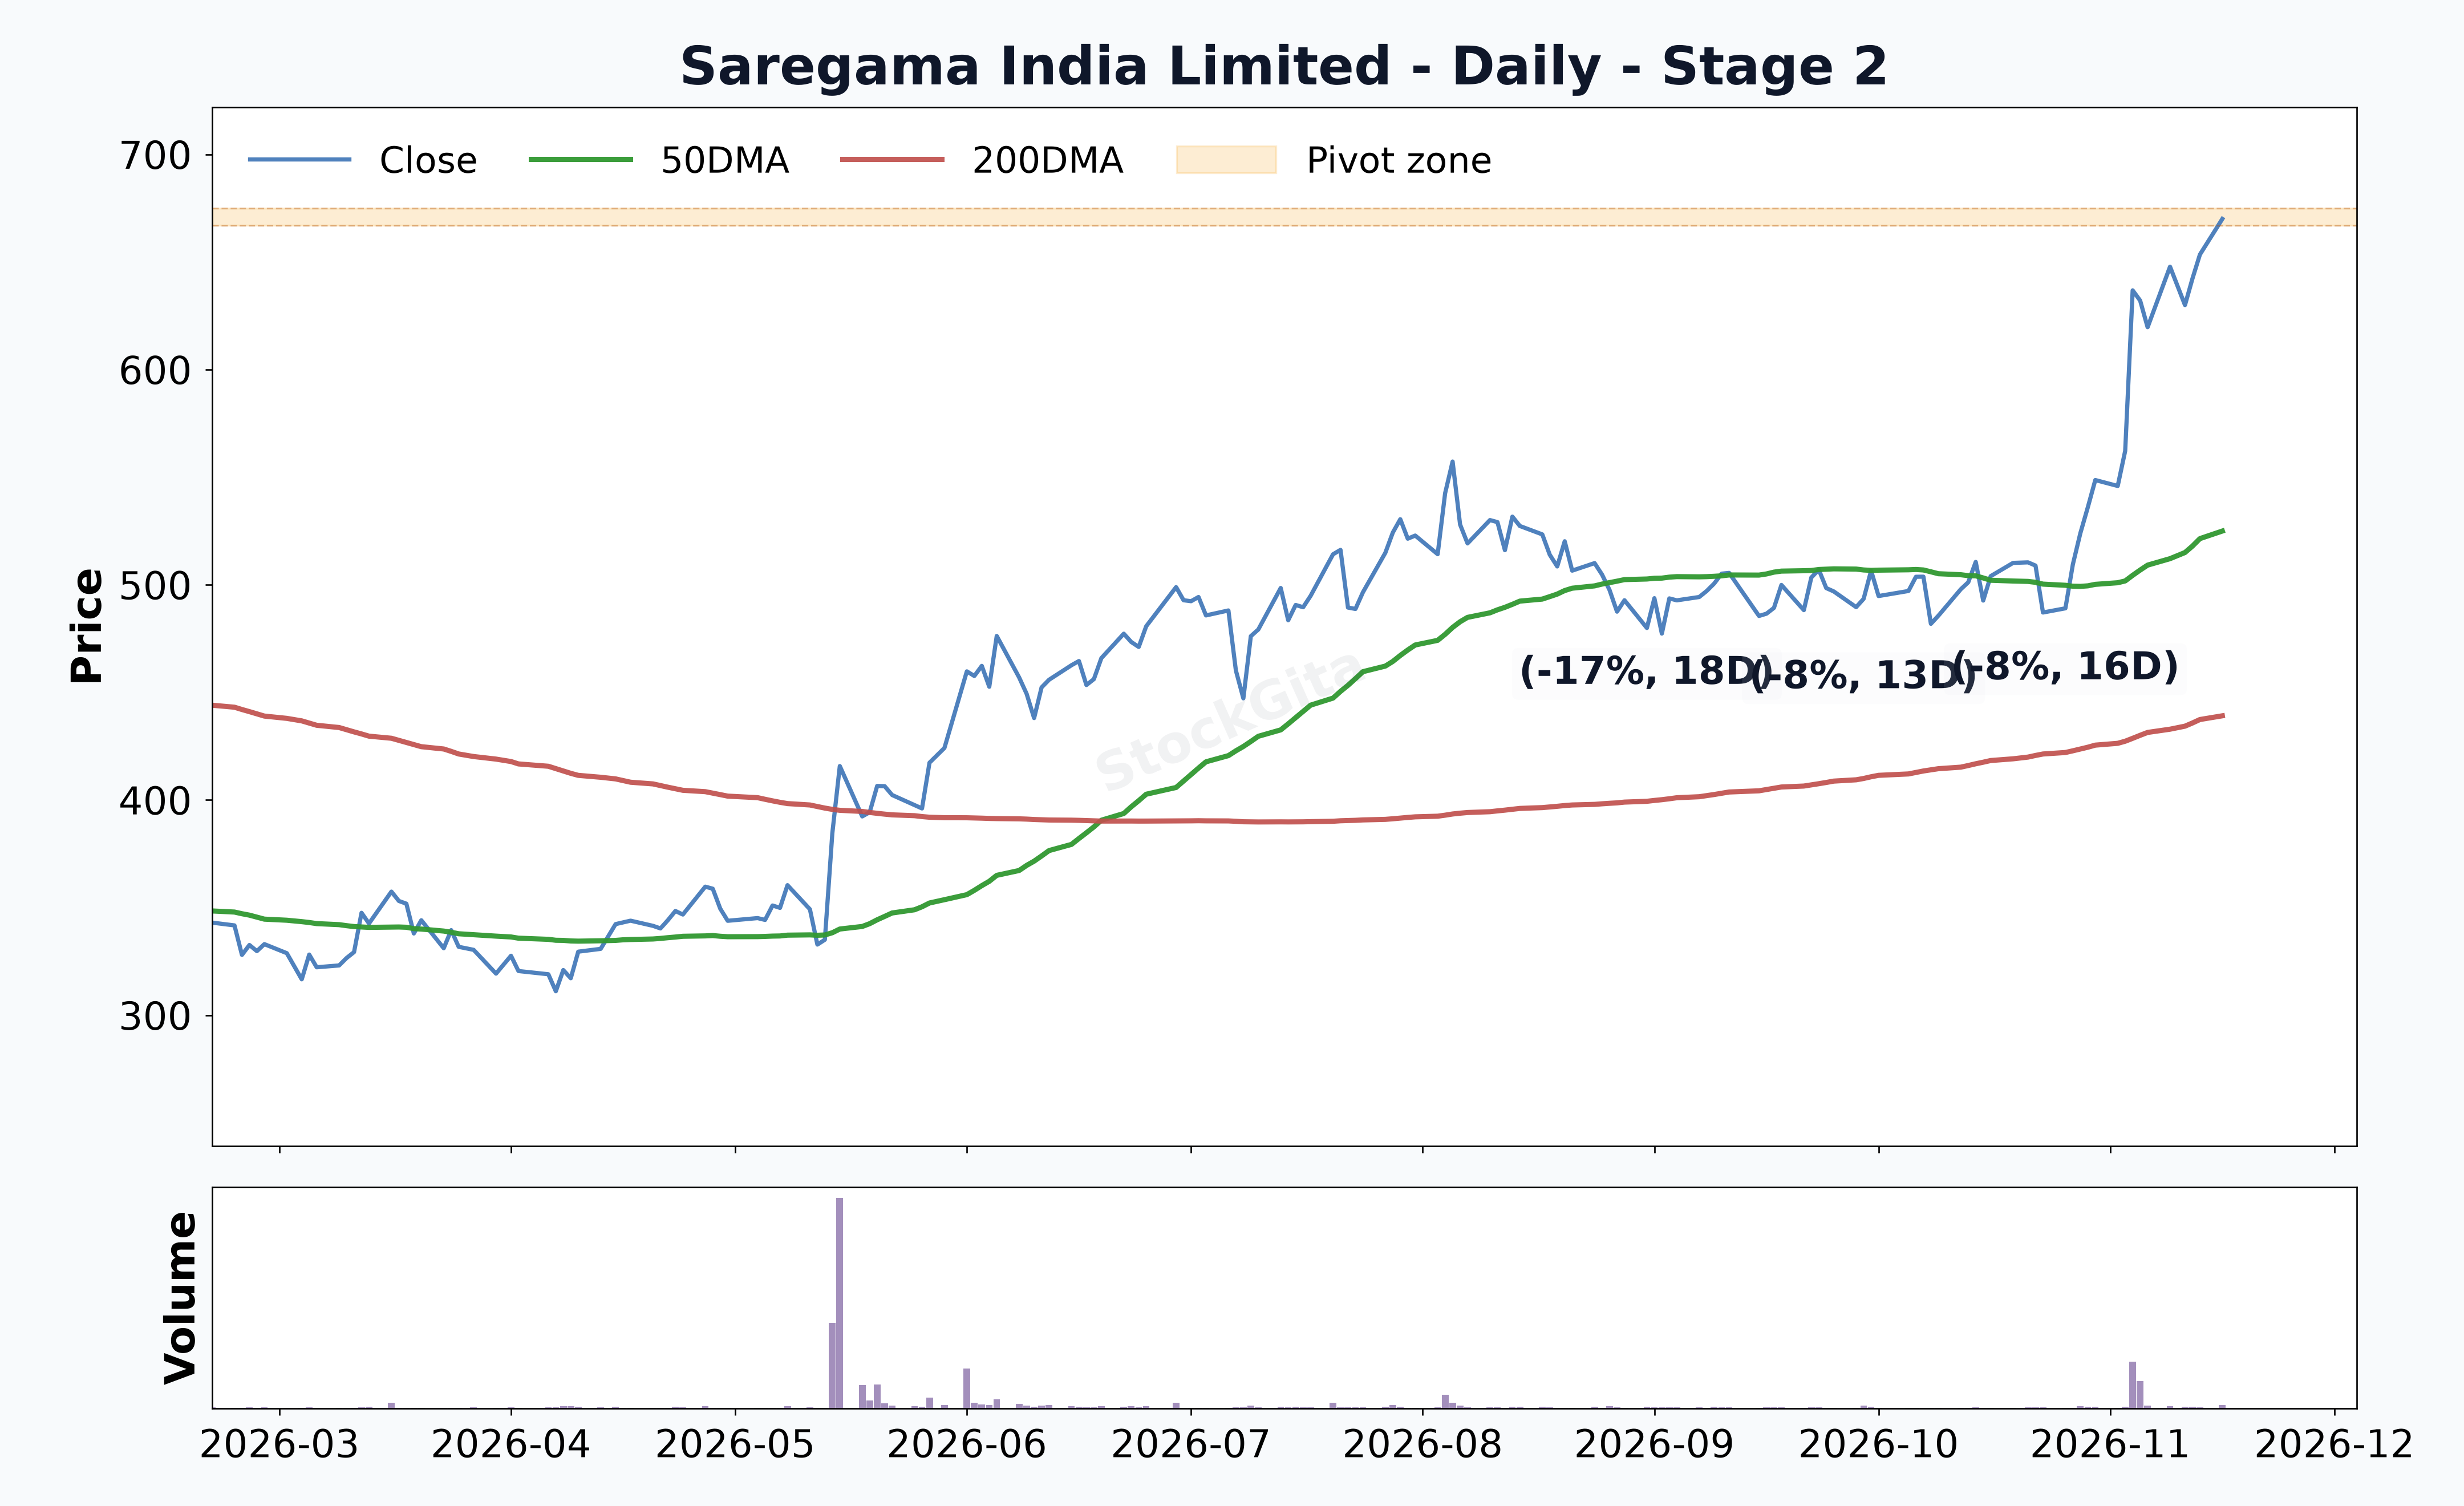 Saregama India Limited - Daily - Stage 2
Close 50DMA 200DMA Pivot zone
Price
700
600
500
400
300
(-17%, 18D)
(-8%, 13D)
(-8%, 16D)
StockGita
Volume
2026-03 2026-04 2026-05 2026-06 2026-07 2026-08 2026-09 2026-10 2026-11 2026-12